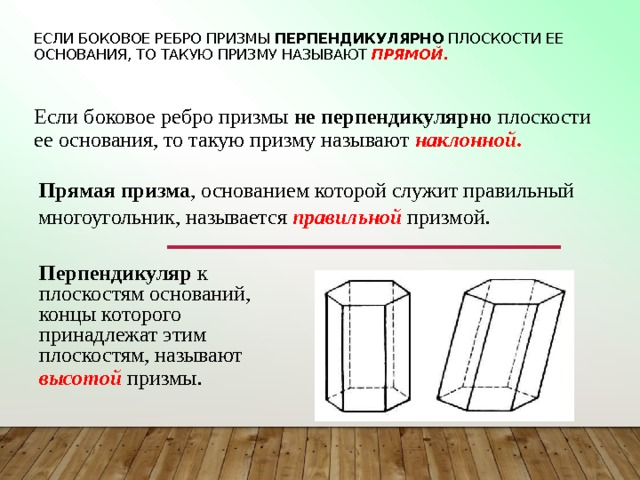 ЕСЛИ БОКОВОЕ РЕБРО ПРИЗМЫ ПЕРПЕНДИКУЛЯРНО ПЛОСКОСТИ ЕЕ
ОСНОВАНИЯ, ТО ТАКУЮ ПРИЗМУ НАЗЫВАЮТ ПРЯМОЙ.
Если боковое ребро призмы не перпендикулярно плоскости
ее основания, то такую призму называют наклонной.
Прямая призма, основанием которой служит правильный
многоугольник, называется правильной призмой.
Перпендикуляр к
плоскостям оснований,
концы которого
принадлежат этим
плоскостям, называют
высотой призмы.